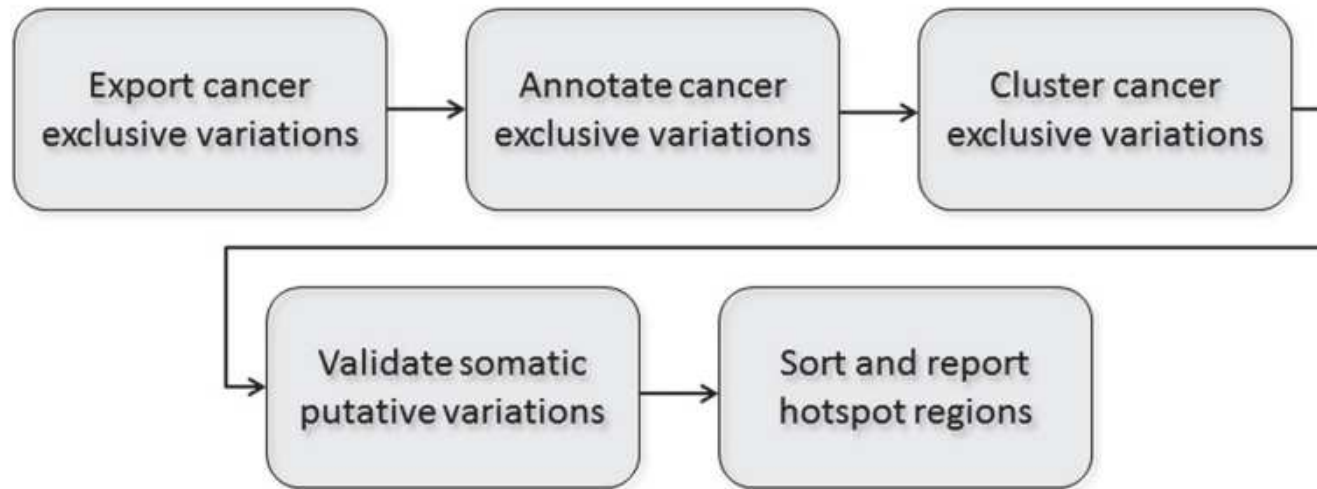 Export cancer
exclusive variations
Annotate cancer
exclusive variations
Cluster cancer
exclusive variations
Validate somatic
putative variations
Sort and report
hotspot regions